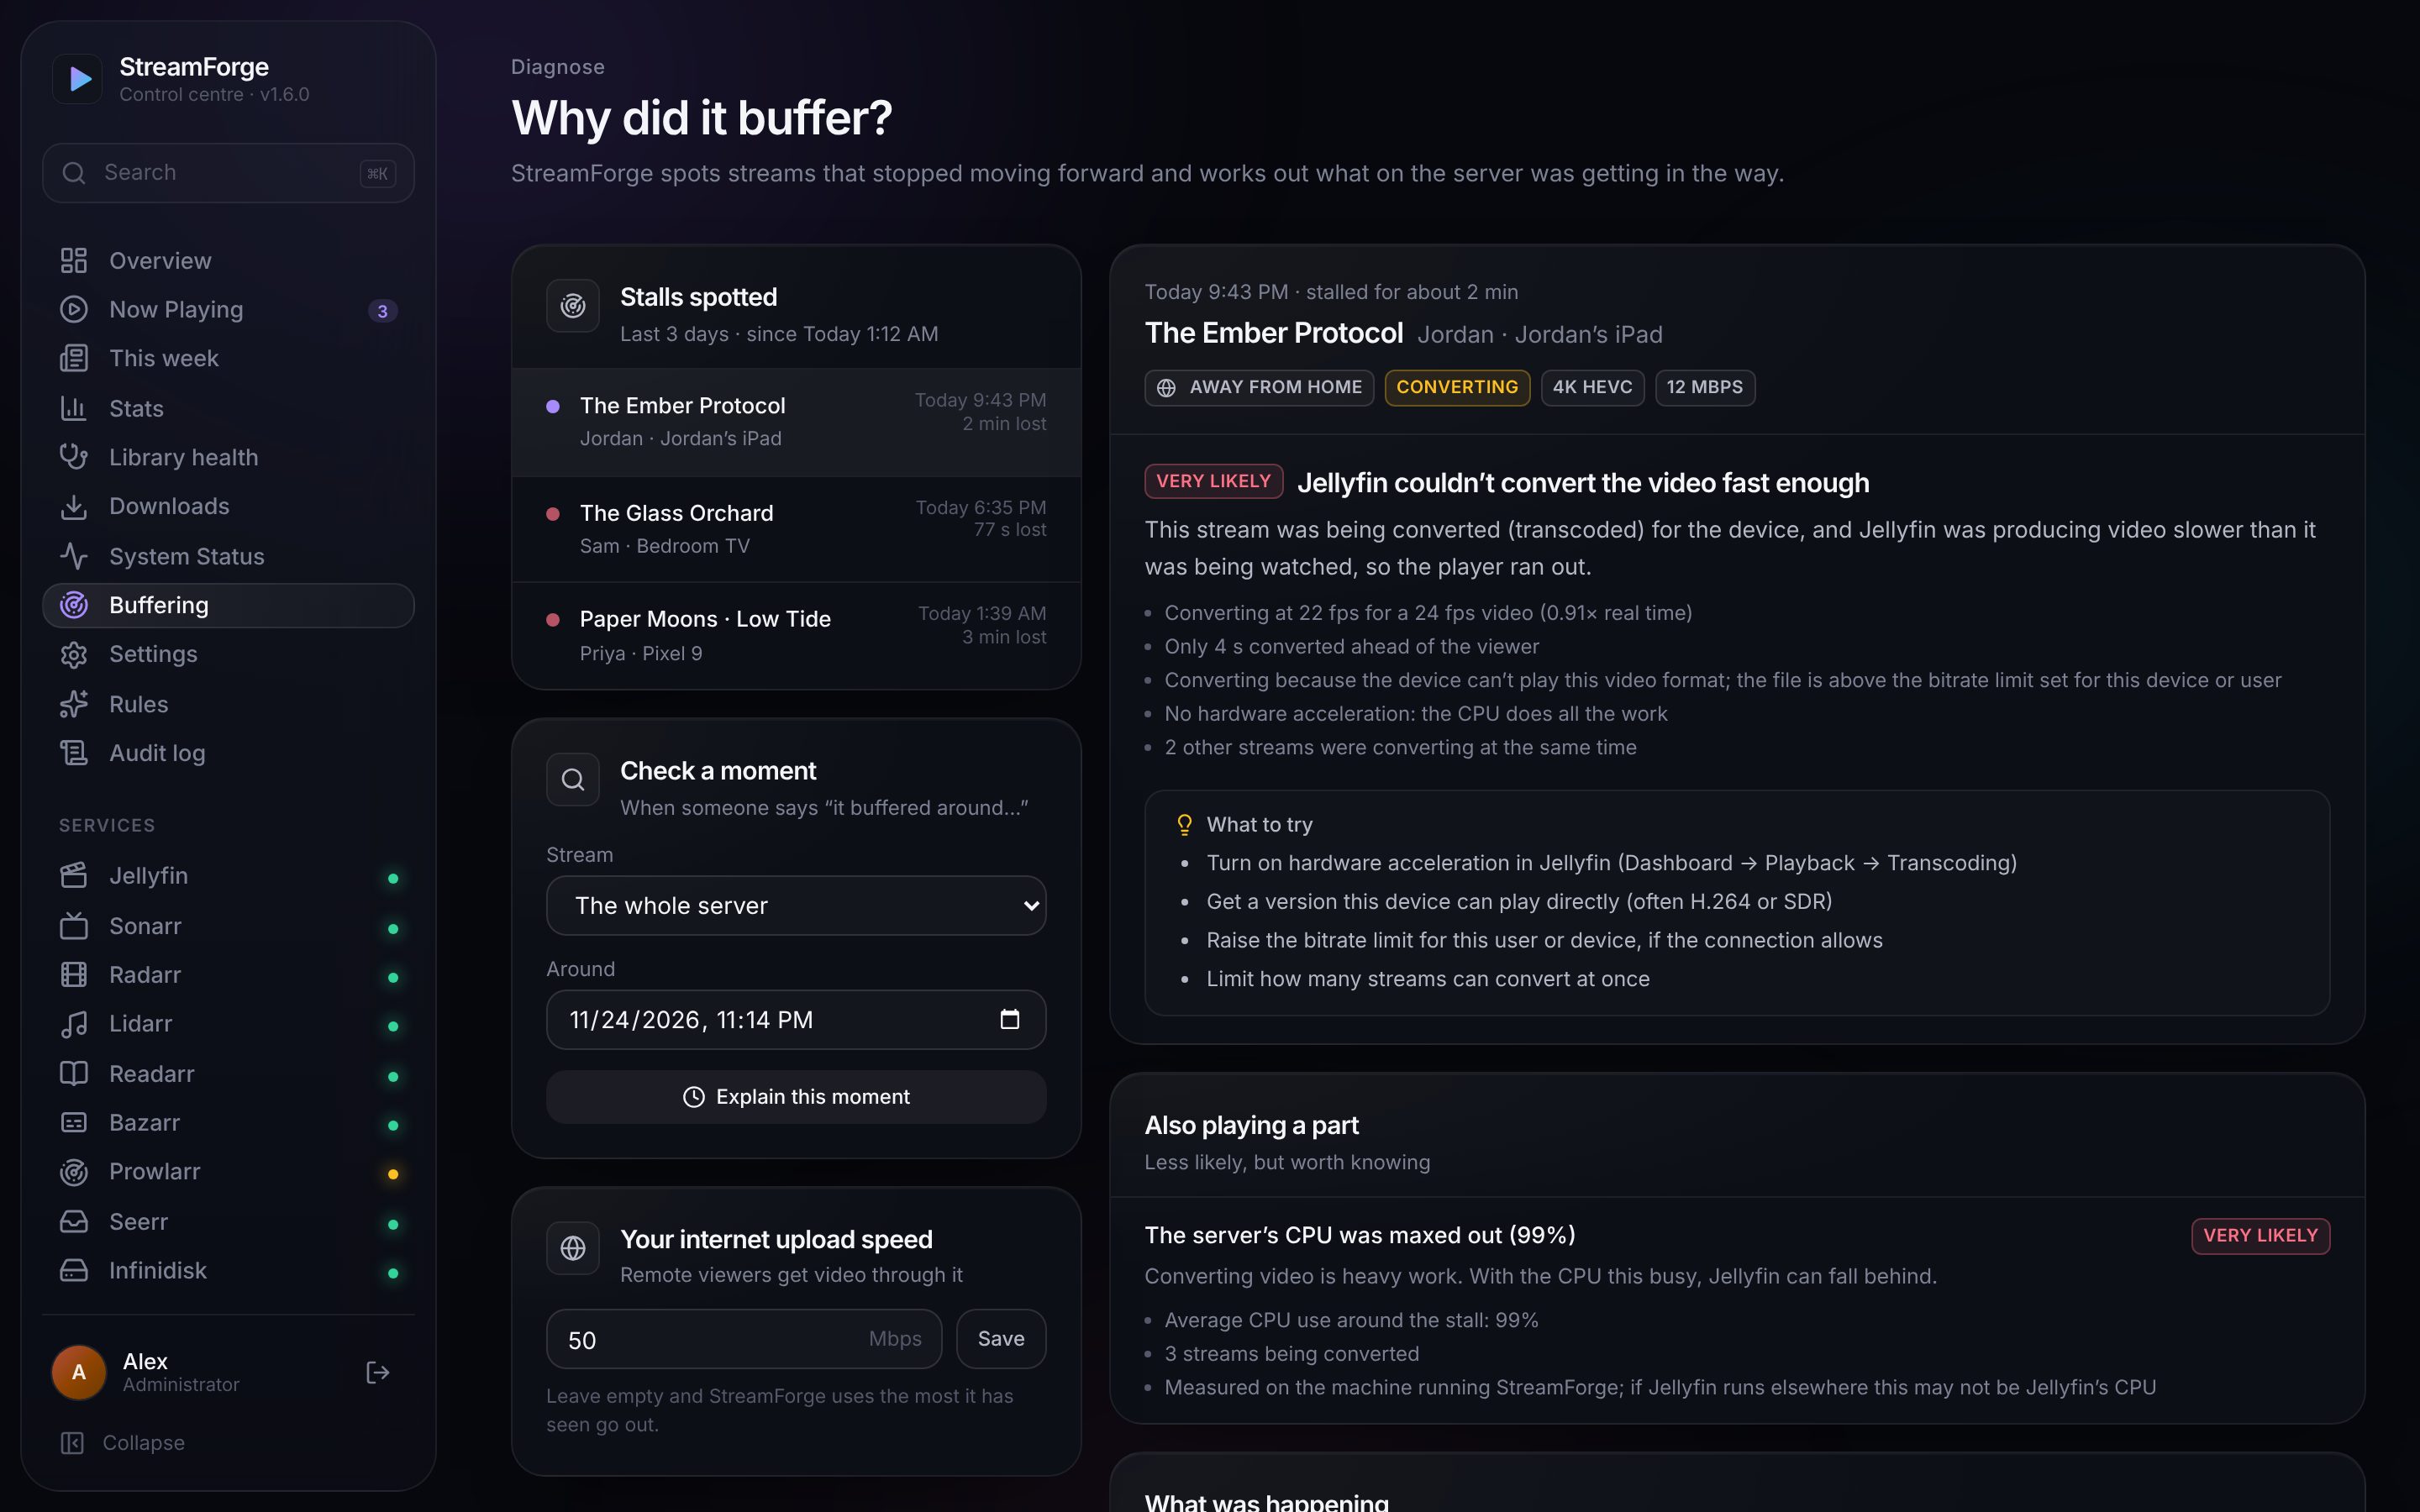 StreamForge
Control centre · v1.6.0
Search
⌘K
Overview
Now Playing
3
This week
Stats
Library health
Downloads
System Status
Buffering
Settings
Rules
Audit log
SERVICES
Jellyfin
Sonarr
Radarr
Lidarr
Readarr
Bazarr
Prowlarr
Seerr
Infinidisk
A
Alex
Administrator
Collapse
Diagnose
Why did it buffer?
StreamForge spots streams that stopped moving forward and works out what on the server was getting in the way.
Stalls spotted
Last 3 days · since Today 1:12 AM
The Ember Protocol
Today 9:43 PM
Jordan · Jordan’s iPad
2 min lost
The Glass Orchard
Today 6:35 PM
Sam · Bedroom TV
77 s lost
Paper Moons · Low Tide
Today 1:39 AM
Priya · Pixel 9
3 min lost
Check a moment
When someone says “it buffered around…”
Stream
The whole server
Around
11/24/2026, 11:14 PM
Explain this moment
Your internet upload speed
Remote viewers get video through it
50
Mbps
Save
Leave empty and StreamForge uses the most it has
seen go out.
Today 9:43 PM · stalled for about 2 min
The Ember Protocol Jordan · Jordan’s iPad
AWAY FROM HOME
CONVERTING
4K HEVC
12 MBPS
VERY LIKELY
Jellyfin couldn’t convert the video fast enough
This stream was being converted (transcoded) for the device, and Jellyfin was producing video slower than it
was being watched, so the player ran out.
• Converting at 22 fps for a 24 fps video (0.91× real time)
• Only 4 s converted ahead of the viewer
• Converting because the device can’t play this video format; the file is above the bitrate limit set for this device or user
• No hardware acceleration: the CPU does all the work
• 2 other streams were converting at the same time
What to try
• Turn on hardware acceleration in Jellyfin (Dashboard → Playback → Transcoding)
• Get a version this device can play directly (often H.264 or SDR)
• Raise the bitrate limit for this user or device, if the connection allows
• Limit how many streams can convert at once
Also playing a part
Less likely, but worth knowing
The server’s CPU was maxed out (99%)
VERY LIKELY
Converting video is heavy work. With the CPU this busy, Jellyfin can fall behind.
• Average CPU use around the stall: 99%
• 3 streams being converted
• Measured on the machine running StreamForge; if Jellyfin runs elsewhere this may not be Jellyfin’s CPU
What was happening